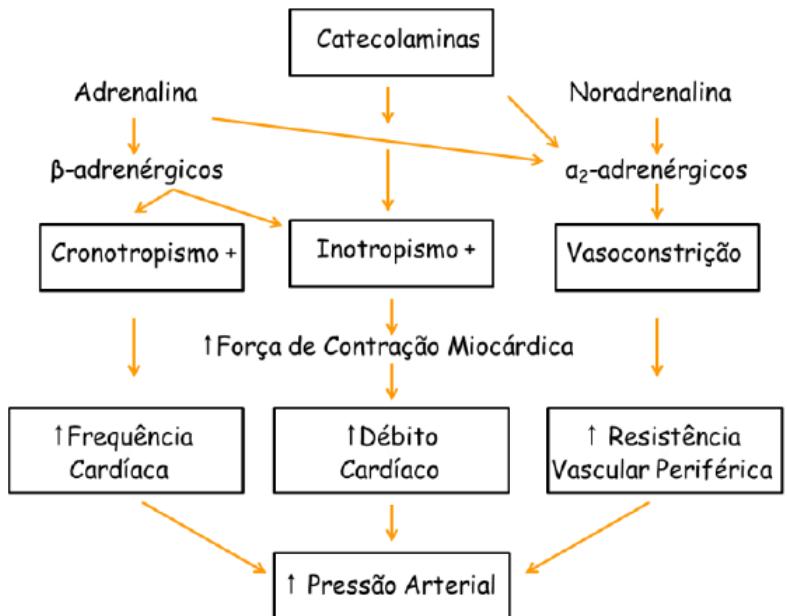 Catecolaminas
Adrenalina
Noradrenalina
β-adrenérgicos
α₂-adrenérgicos
Cronotropismo +
Inotropismo +
Vasoconstrição
↑Força de Contração Miocárdica
↑Frequência
Cardíaca
↑Débito
Cardíaco
↑ Resistência
Vascular Periférica
↑ Pressão Arterial